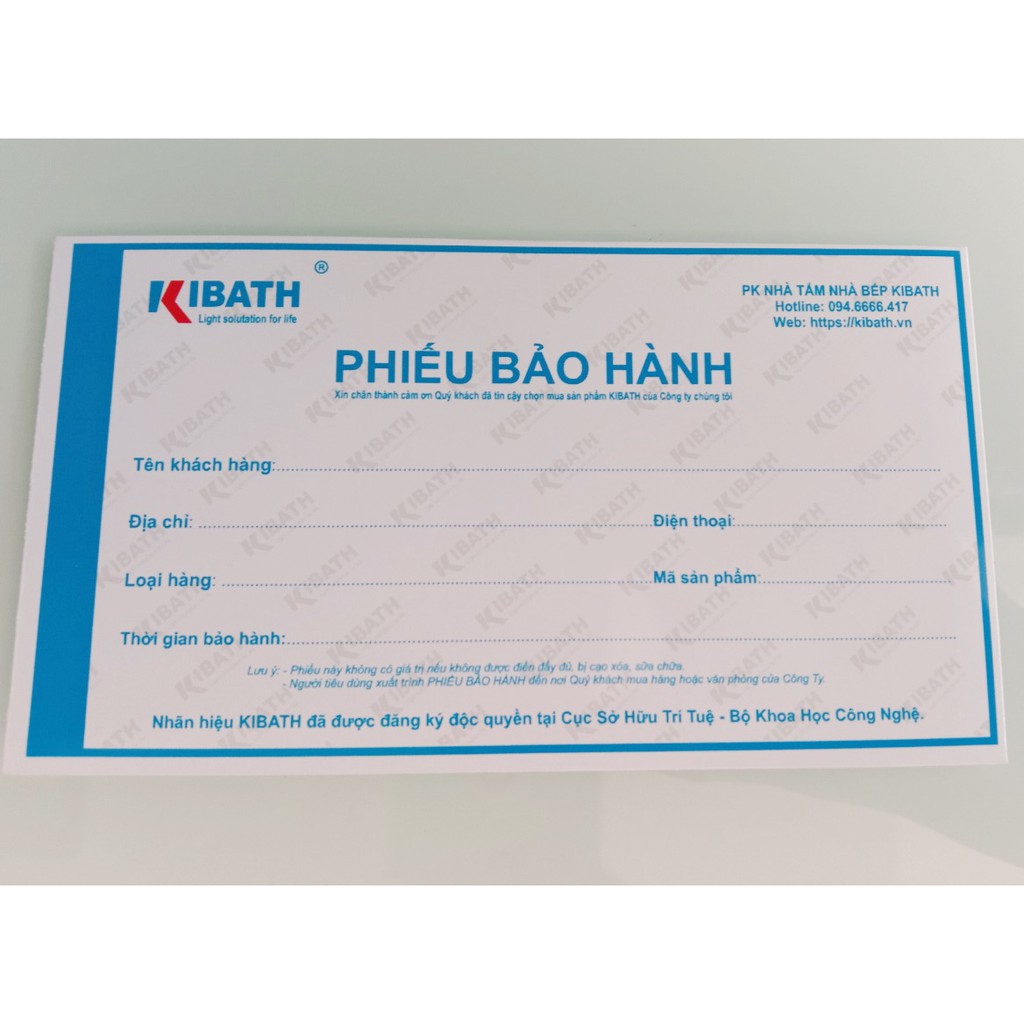 KIBATH ®
Light solutation for life
PK NHÀ TẮM NHÀ BẾP KIBATH
Hotline: 094.6666.417
Web: https://kibath.vn
PHIẾU BẢO HÀNH
Xin chân thành cảm ơn Quý khách đã tin cậy chọn mua sản phẩm KIBATH của Công ty chúng tôi
Tên khách hàng:
Địa chỉ: Điện thoại:
Loại hàng: Mã sản phẩm:
Thời gian bảo hành:
Lưu ý: - Phiếu này không có giá trị nếu không được điền đầy đủ, bị cạo xóa, sữa chữa.
- Người tiêu dùng xuất trình PHIẾU BẢO HÀNH đến nơi Quý khách mua hàng hoặc văn phòng của Công Ty.
Nhãn hiệu KIBATH đã được đăng ký độc quyền tại Cục Sở Hữu Trí Tuệ - Bộ Khoa Học Công Nghệ.